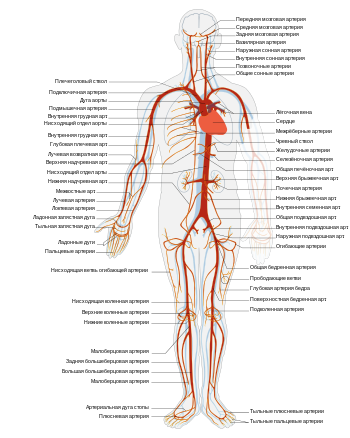 Передняя мозговая артерия
Средняя мозговая артерия
Задняя мозговая артерия
Базилярная артерия
Наружная сонная артерия
Внутренняя сонная артерия
Позвоночная артерия
Общие сонные артерии
Плечеголовый ствол
Подключичная артерия
Дуга аорты
Подмышечная артерия
Внутренняя грудная арт
Нисходящий отдел аорты
Внутренняя грудная арт
Глубокая плечевая арт
Лучевая возвратная арт
Верхняя надчревная арт
Нисходящий отдел арты
Нижняя надчревная арт
Межкостные арт
Лучевая артерия
Локтевая артерия
Ладонная запястная дуга
Тыльная запястная дуга
Ладонные дуги
Пальцевые артерии
Лёгочная вена
Сердце
Межрёберные артерии
Чревный ствол
Желудочные артерии
Селезёночная артерия
Общая печёночная арт
Верхняя брыжеечная арт
Почечная артерия
Нижняя брыжеечная арт
Внутренняя семенная арт
Общая подвздошная арт
Внутренняя подвздошная арт
Наружная подвздошная арт
Огибающие артерии
Нисходящая ветвь огибающей артерии
Нисходящая коленная артерия
Верхние коленные артерии
Нижние коленные артерии
Малоберцовая артерия
Задняя большеберцовая артерия
Большая большеберцовая артерия
Малоберцовая артерия
Артериальная дуга стопы
Плюсневая артерия
Общая бедренная артерия
Прободающие ветви
Глубокая артерия бедра
Поверхностная бедренная арт
Подколенная артерия
Тыльные плюсневые артерии
Тыльные пальцевые артерии